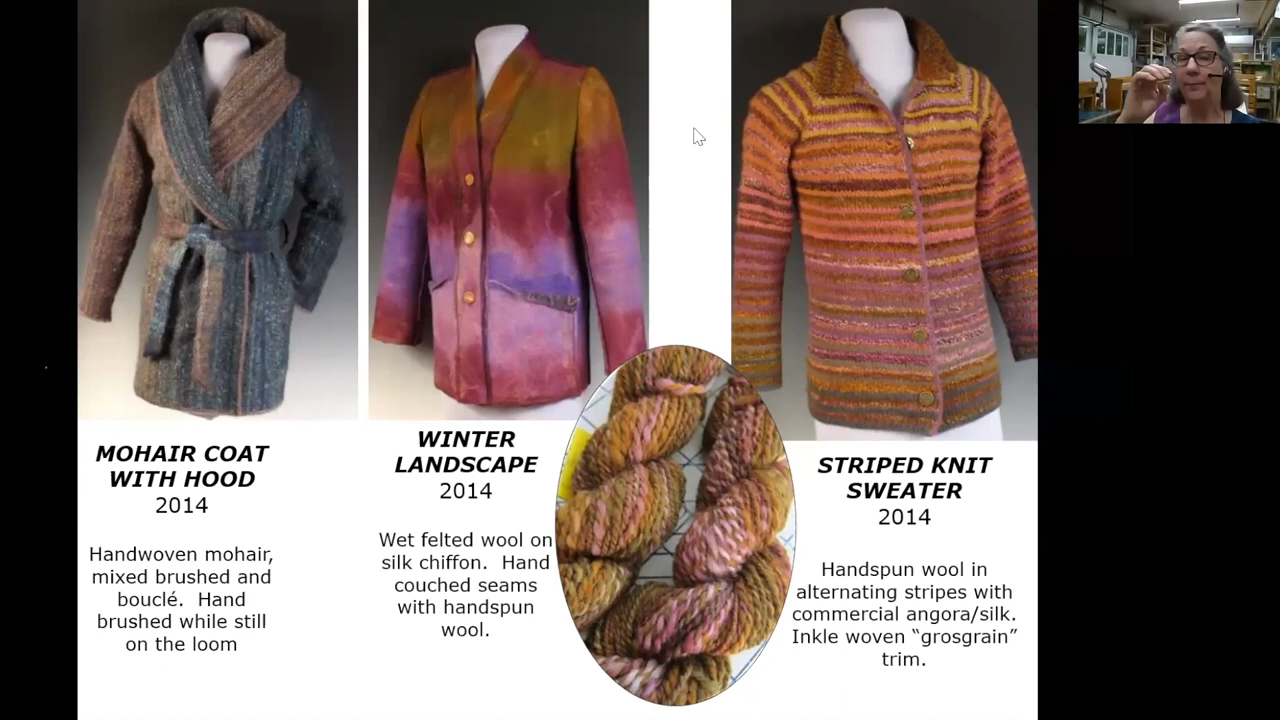 MOHAIR COAT
WITH HOOD
2014
Handwoven mohair,
mixed brushed and
bouclé. Hand
brushed while still
on the loom
WINTER
LANDSCAPE
2014
Wet felted wool on
silk chiffon. Hand
couched seams
with handspun
wool.
STRIPED KNIT
SWEATER
2014
Handspun wool in
alternating stripes with
commercial angora/silk.
Inkle woven “grosgrain”
trim.